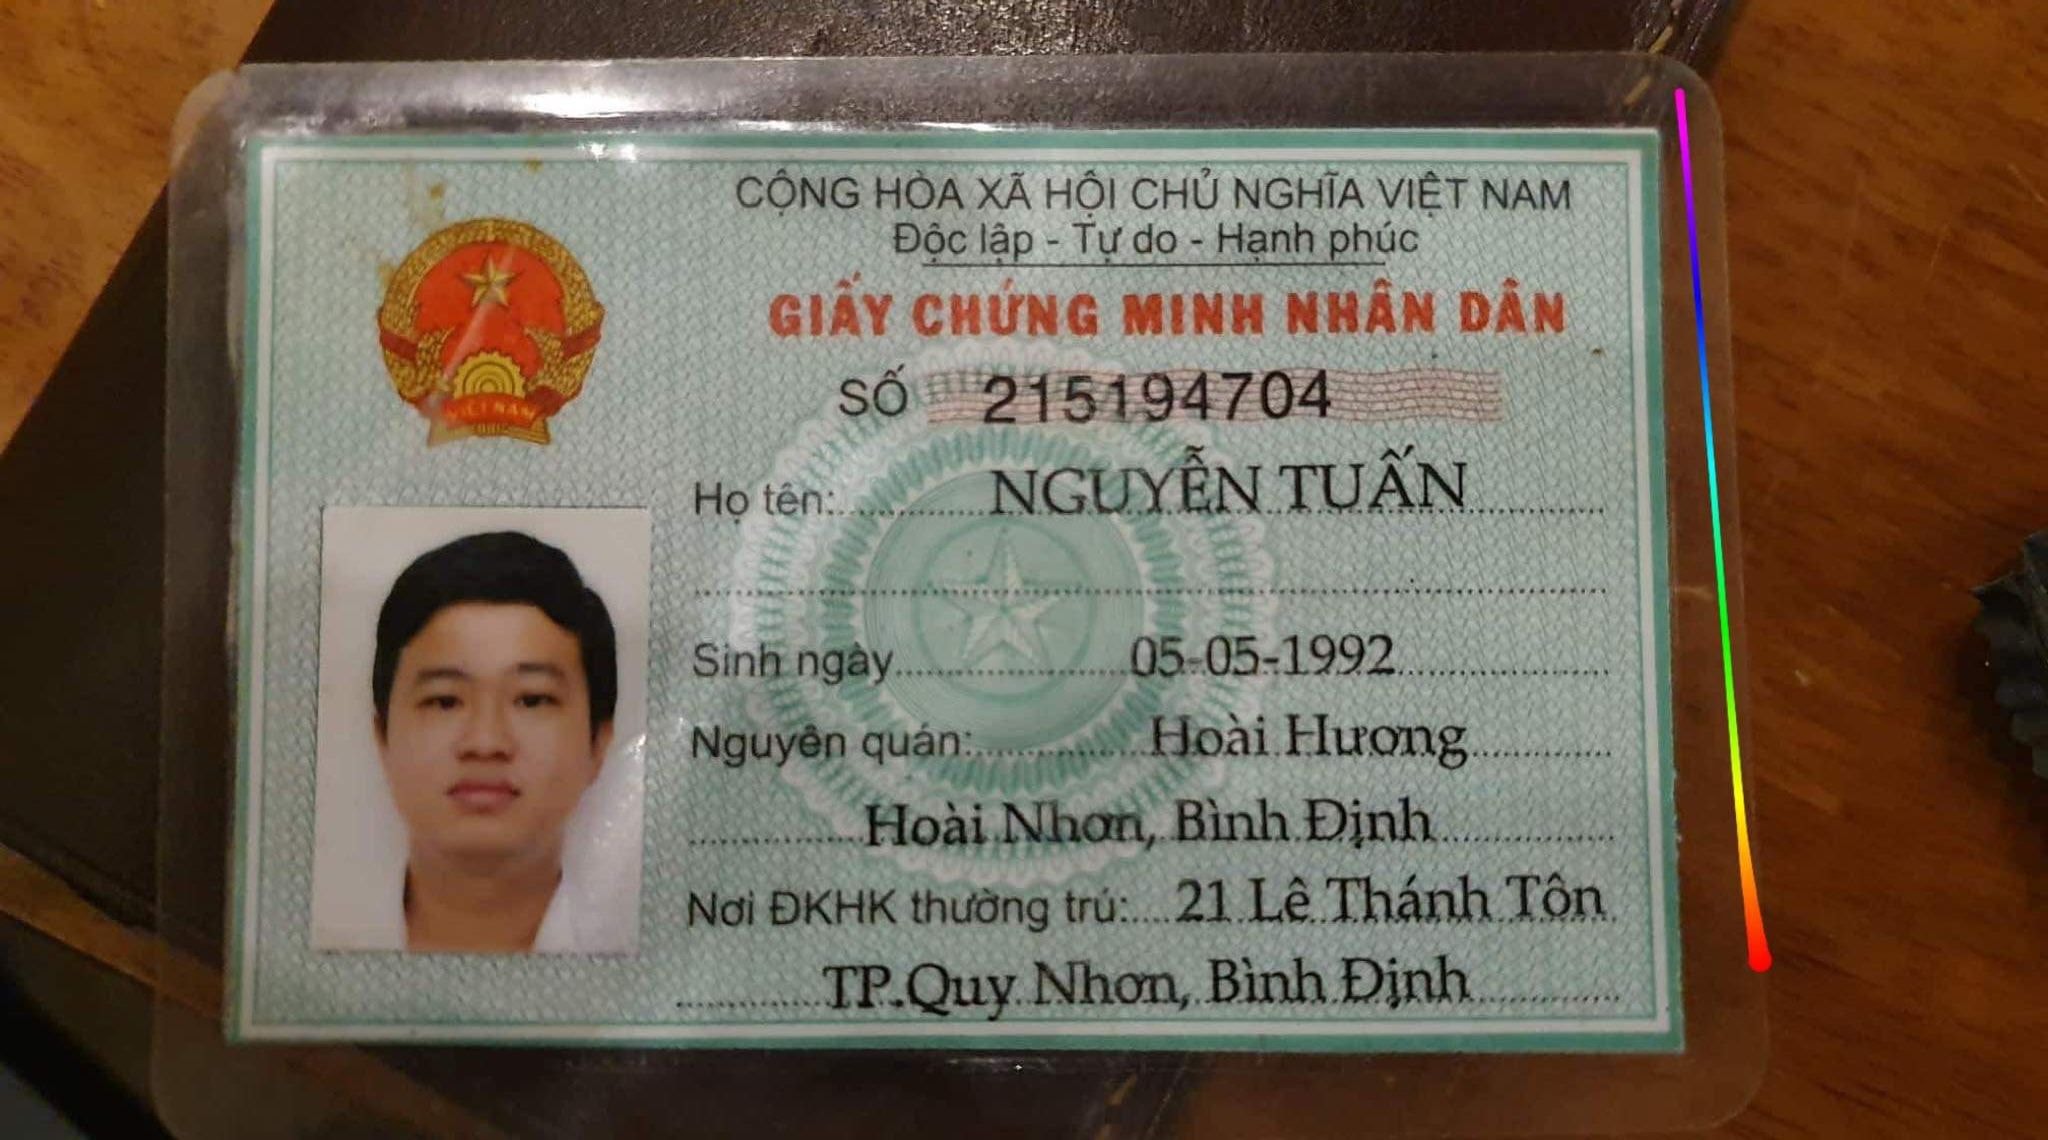 CỘNG HÒA XÃ HỘI CHỦ NGHĨA VIỆT NAM
Độc lập - Tự do - Hạnh phúc
GIẤY CHỨNG MINH NHÂN DÂN
SỐ 215194704
VIỆT NAM
Họ tên: NGUYỄN TUẤN
Sinh ngày 05-05-1992
Nguyên quán: Hoài Hương
Hoài Nhơn, Bình Định
Nơi ĐKHK thường trú: 21 Lê Thánh Tôn
TP.Quy Nhơn, Bình Định